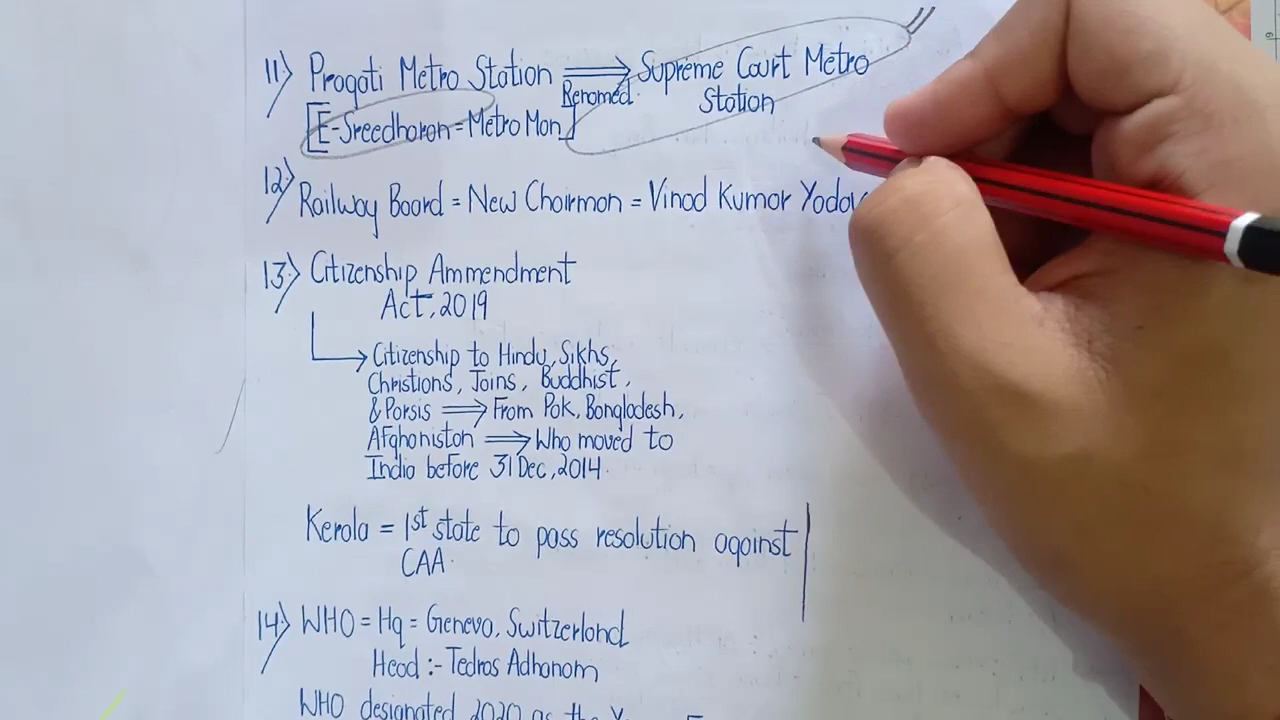 11) Pragati Metro Station ⟹ Supreme Court Metro
Renamed. Station
[E-Sreedharan = Metro Man]
12) Railway Board = New Chairman = Vinod Kumar Yadav
13) Citizenship Ammendment
Act, 2019
→ Citizenship to Hindu, Sikhs,
Christians, Jains, Buddhist,
& Parsis ⟹ From Pak, Bangladesh,
Afghanistan ⟹ Who moved to
India before 31 Dec, 2014.
Kerala = 1st state to pass resolution against
CAA.
14) WHO = Hq = Geneva, Switzerland
Head :- Tedros Adhanom
WHO designated 2020 as the